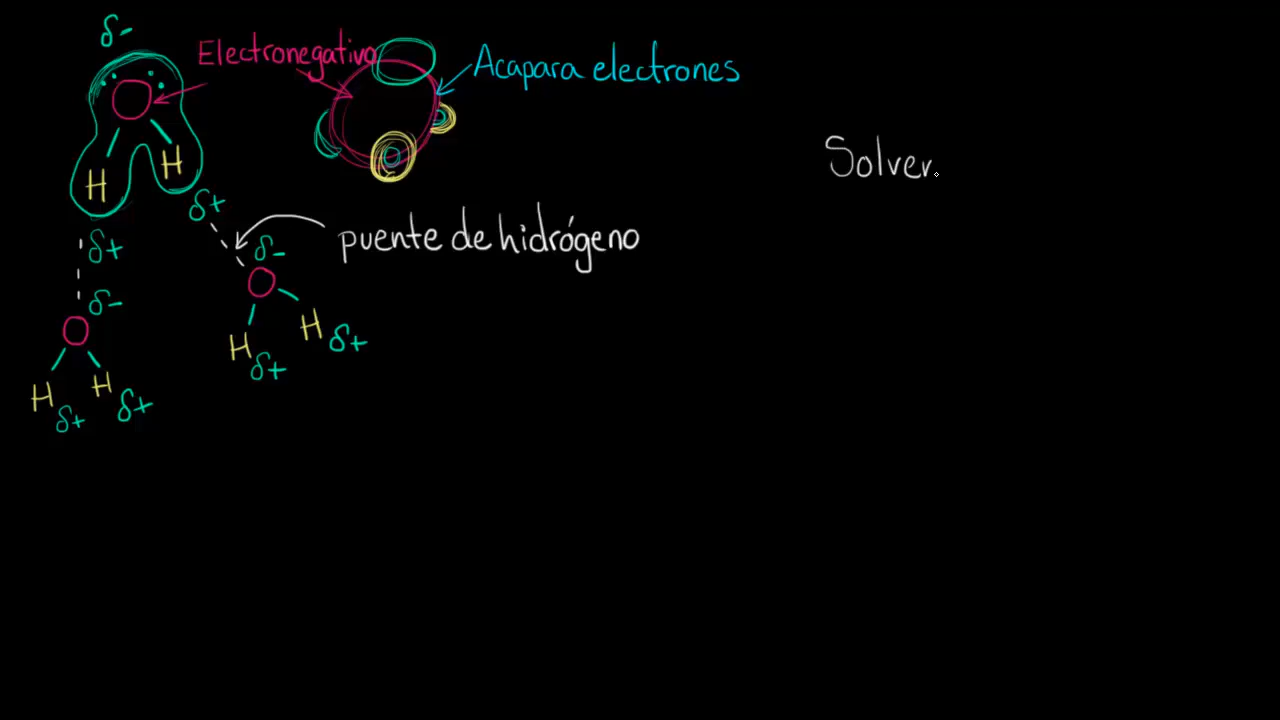 δ-
Electronegativo
Acapara electrones
O
H
H
Solver
δ+
δ+
puente de hidrógeno
δ-
O
H
H
δ+
δ+
δ-
O
H
H
δ+
δ+